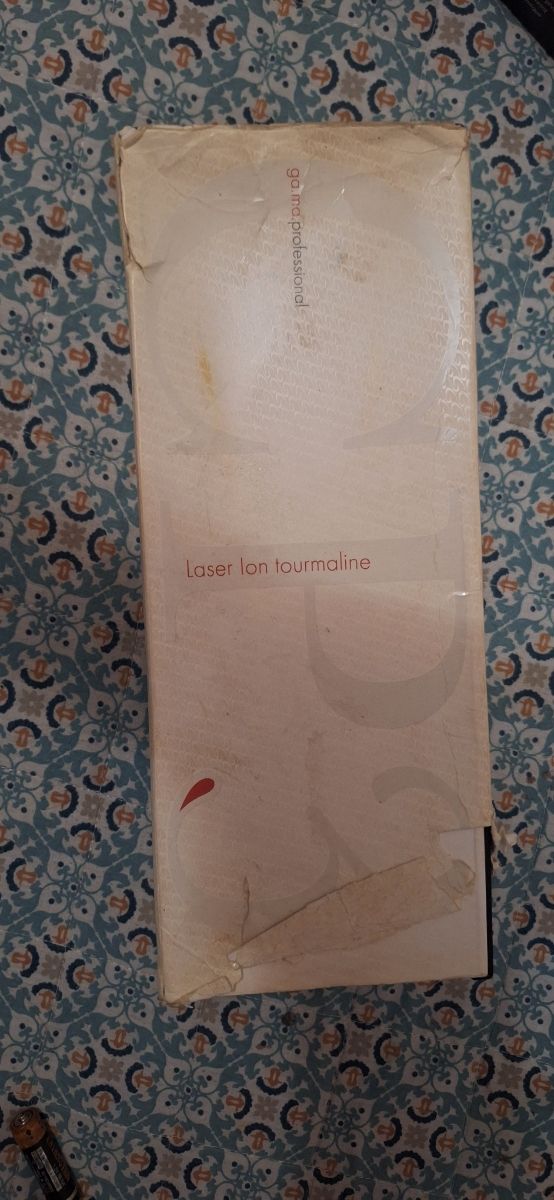 ga.ma.professional
Laser Ion tourmaline